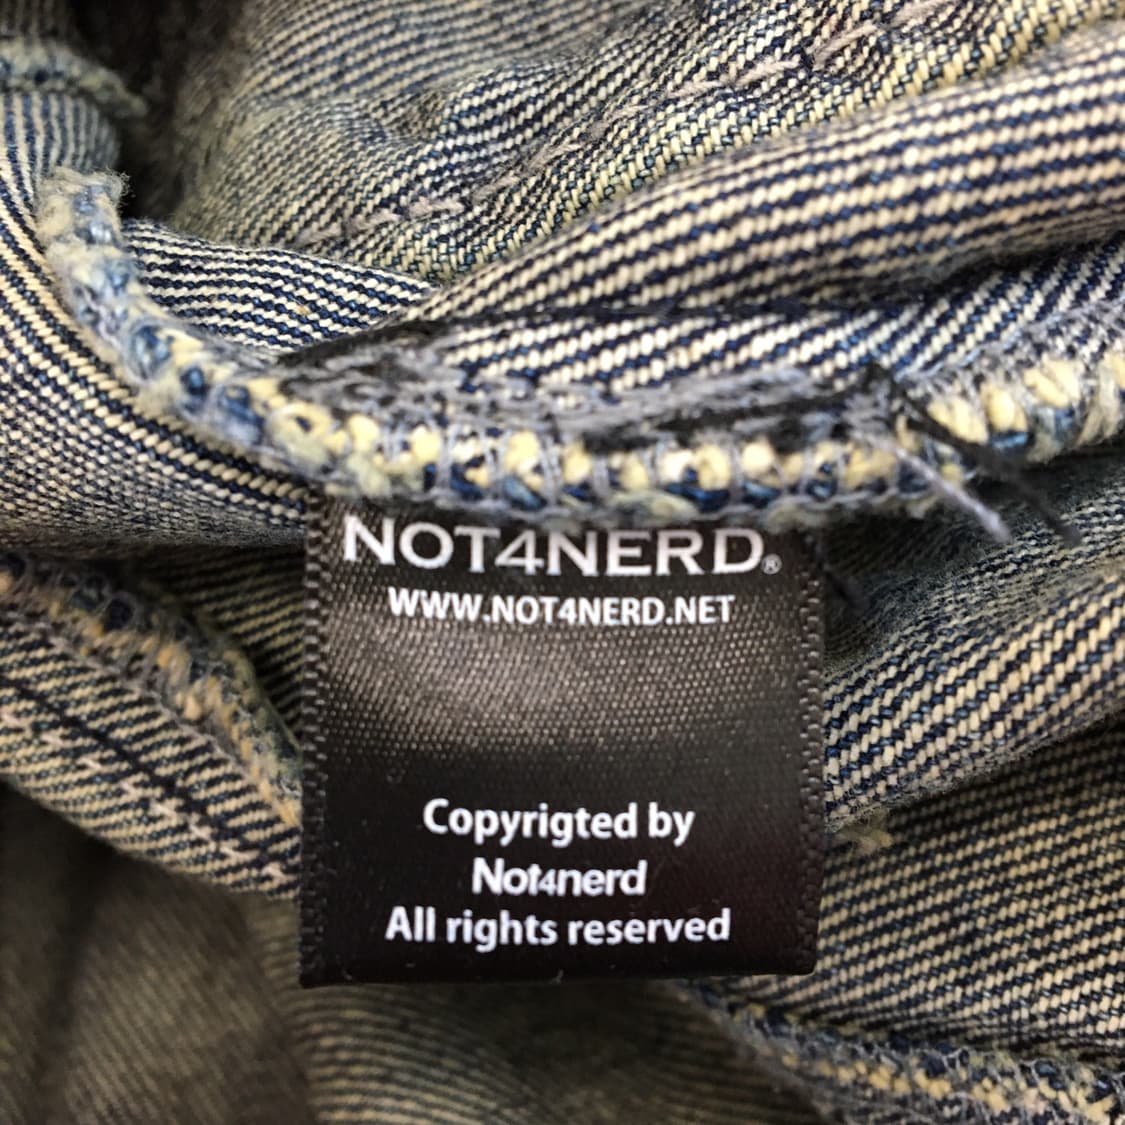 NOT4NERD®
WWW.NOT4NERD.NET
Copyrigted by
Not4nerd
All rights reserved